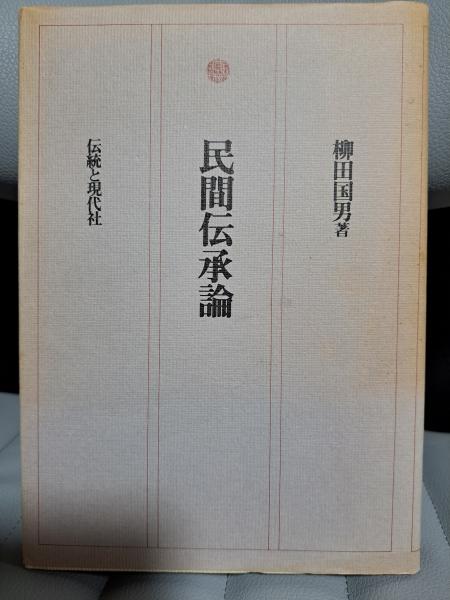 柳田国男著
民間伝承論
伝統と現代社